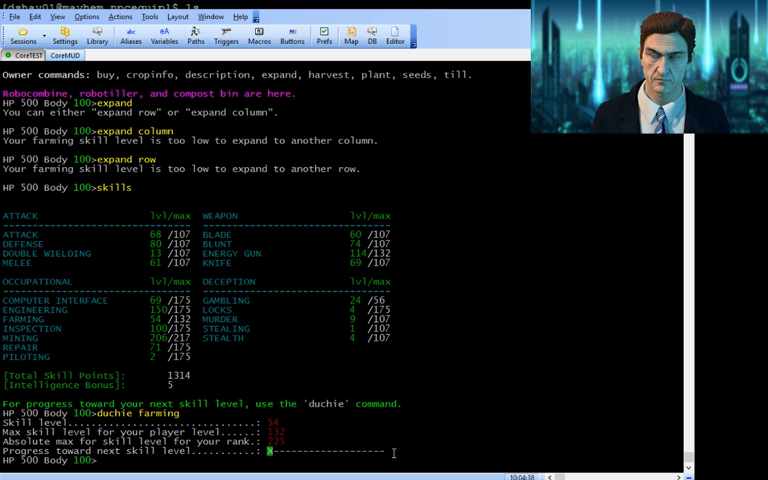 File Edit Options Actions Tools Layout Window Help
Sessions Settings Library Aliases Variables Paths Triggers Macros Buttons Prefs Map DB Editor
CoreTEST CoreMUD
Owner commands: buy, cropinfo, description, expand, harvest, plant, seeds, till.
Robocombine, robotiller, and compost bin are here.
HP 500 Body 100>expand
You can either "expand row" or "expand column".
HP 500 Body 100>expand column
Your farming skill level is too low to expand to another column.
HP 500 Body 100>expand row
Your farming skill level is too low to expand to another row.
HP 500 Body 100>skills
ATTACK lvl/max WEAPON lvl/max
ATTACK 68 /107 BLADE 60 /107
DEFENSE 80 /107 BLUNT 74 /107
DOUBLE WIELDING 13 /107 ENERGY GUN 114/132
MELEE 61 /107 KNIFE 69 /107
OCCUPATIONAL lvl/max DECEPTION lvl/max
COMPUTER INTERFACE 69 /175 GAMBLING 24 /56
ENGINEERING 150/175 LOCKS 4 /175
FARMING 54 /132 MURDER 9 /107
INSPECTION 100/175 STEALING 1 /107
MINING 206/217 STEALTH 4 /107
REPAIR 71 /175
PILOTING 2 /175
[Total Skill Points]: 1314
[Intelligence Bonus]: 5
For progress toward your next skill level, use the 'duchie' command.
HP 500 Body 100>duchie farming
Skill level................................: 54
Max skill level for your player level......: 132
Absolute max for skill level for your rank.: 225
Progress toward next skill level...........: X--------------------
HP 500 Body 100>
10:04:38